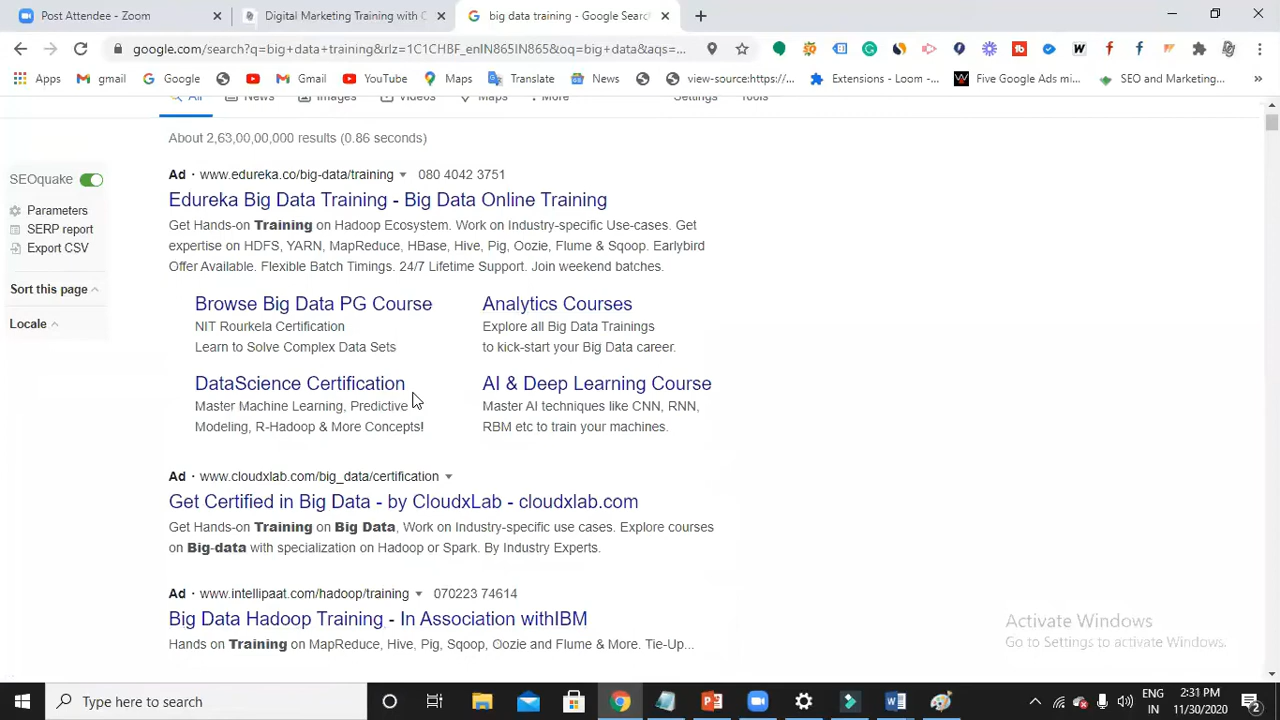 Post Attendee - Zoom
Digital Marketing Training with C
big data training - Google Search
google.com/search?q=big+data+training&rlz=1C1CHBF_enIN865IN865&oq=big+data&aqs=...
Apps
gmail
Google
Gmail
YouTube
Maps
Translate
News
view-source:https://...
Extensions - Loom -...
Five Google Ads mi...
SEO and Marketing...
All
News
Images
Videos
Maps
More
Settings
Tools
About 2,63,00,00,000 results (0.86 seconds)
SEOquake
Parameters
SERP report
Export CSV
Sort this page
Locale
Ad · www.edureka.co/big-data/training 080 4042 3751
Edureka Big Data Training - Big Data Online Training
Get Hands-on Training on Hadoop Ecosystem. Work on Industry-specific Use-cases. Get
expertise on HDFS, YARN, MapReduce, HBase, Hive, Pig, Oozie, Flume & Sqoop. Earlybird
Offer Available. Flexible Batch Timings. 24/7 Lifetime Support. Join weekend batches.
Browse Big Data PG Course
NIT Rourkela Certification
Learn to Solve Complex Data Sets
Analytics Courses
Explore all Big Data Trainings
to kick-start your Big Data career.
DataScience Certification
Master Machine Learning, Predictive
Modeling, R-Hadoop & More Concepts!
AI & Deep Learning Course
Master AI techniques like CNN, RNN,
RBM etc to train your machines.
Ad · www.cloudxlab.com/big_data/certification
Get Certified in Big Data - by CloudxLab - cloudxlab.com
Get Hands-on Training on Big Data, Work on Industry-specific use cases. Explore courses
on Big-data with specialization on Hadoop or Spark. By Industry Experts.
Ad · www.intellipaat.com/hadoop/training 070223 74614
Big Data Hadoop Training - In Association withIBM
Hands on Training on MapReduce, Hive, Pig, Sqoop, Oozie and Flume & More. Tie-Up...
Activate Windows
Go to Settings to activate Windows.
Type here to search
ENG
IN
2:31 PM
11/30/2020
2